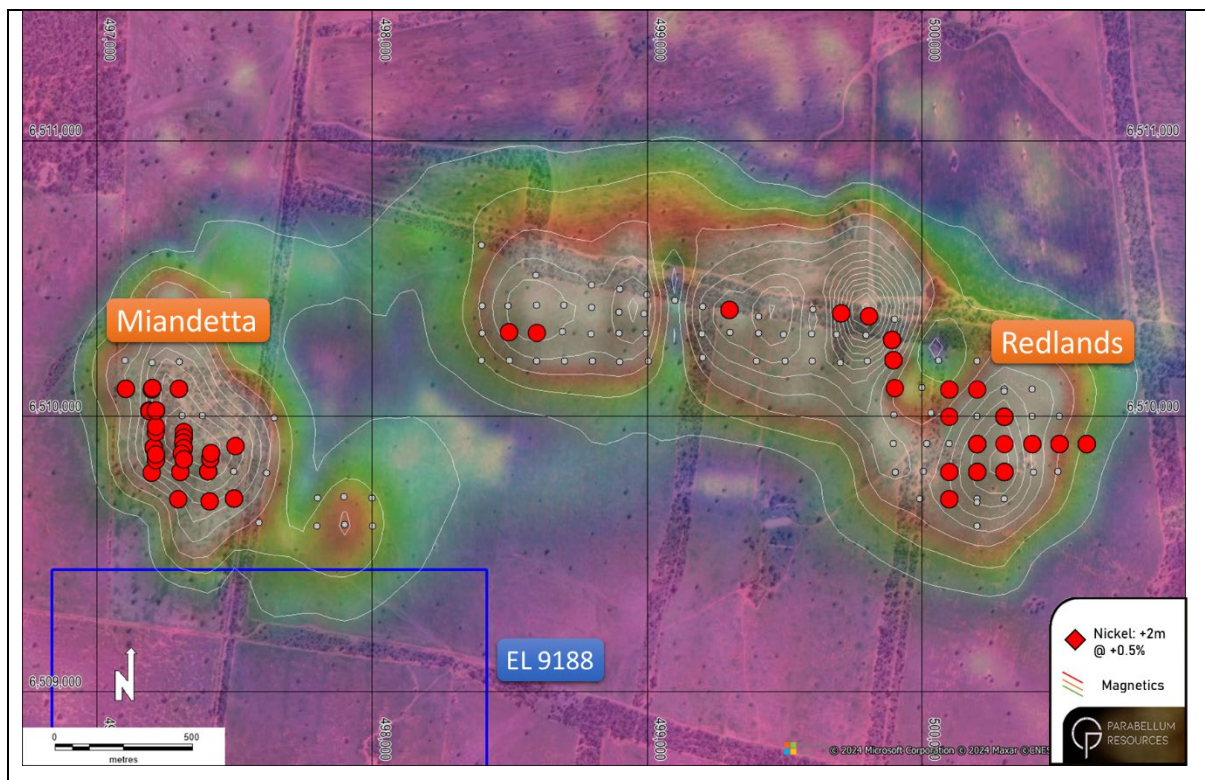 497,000
498,000
499,000
500,000
6,511,000
6,511,000
Miandetta
Redlands
6,510,000
6,510,000
EL 9188
Nickel: +2m
@ +0.5%
Magnetics
PARABELLUM
RESOURCES
6,509,000
N
498,000
499,000
500,000
0 500
metres
© 2024 Microsoft Corporation © 2024 Maxar ©CNES